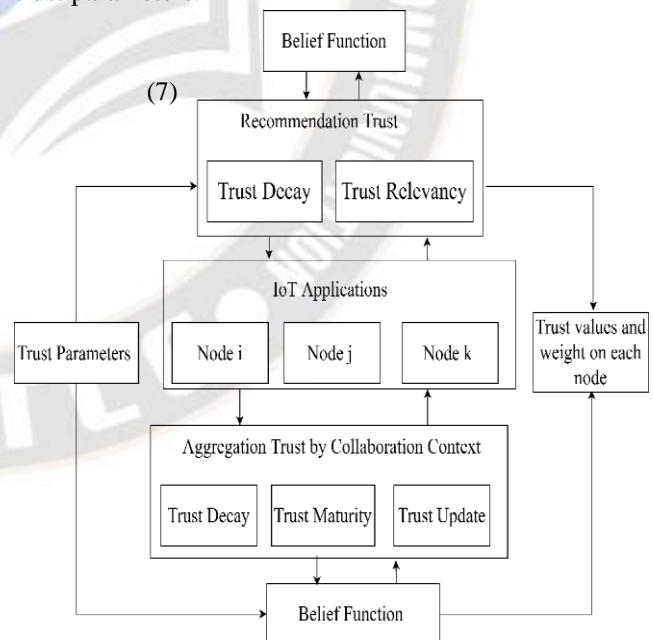 Belief Function
(7)
Recommendation Trust
Trust Decay
Trust Relevancy
IoT Applications
Trust Parameters
Node i
Node j
Node k
Trust values and
weight on each
node
Aggregation Trust by Collaboration Context
Trust Decay
Trust Maturity
Trust Update
Belief Function